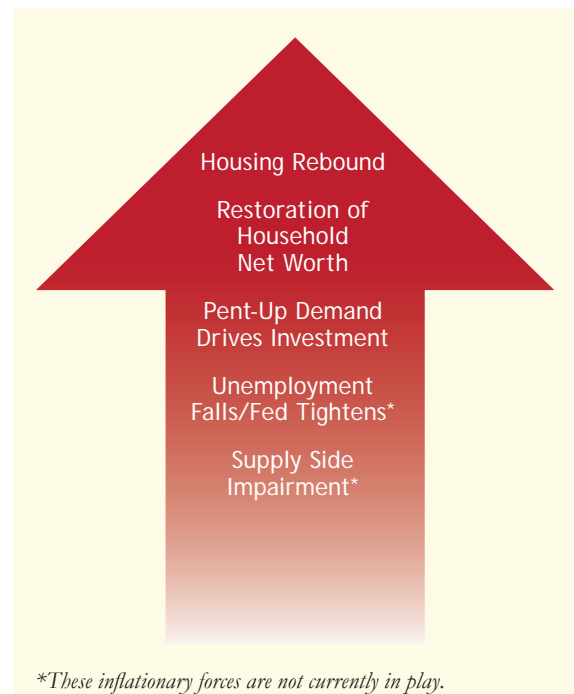 Housing Rebound
Restoration of
Household
Net Worth
Pent-Up Demand
Drives Investment
Unemployment
Falls/Fed Tightens*
Supply Side
Impairment*
*These inflationary forces are not currently in play.